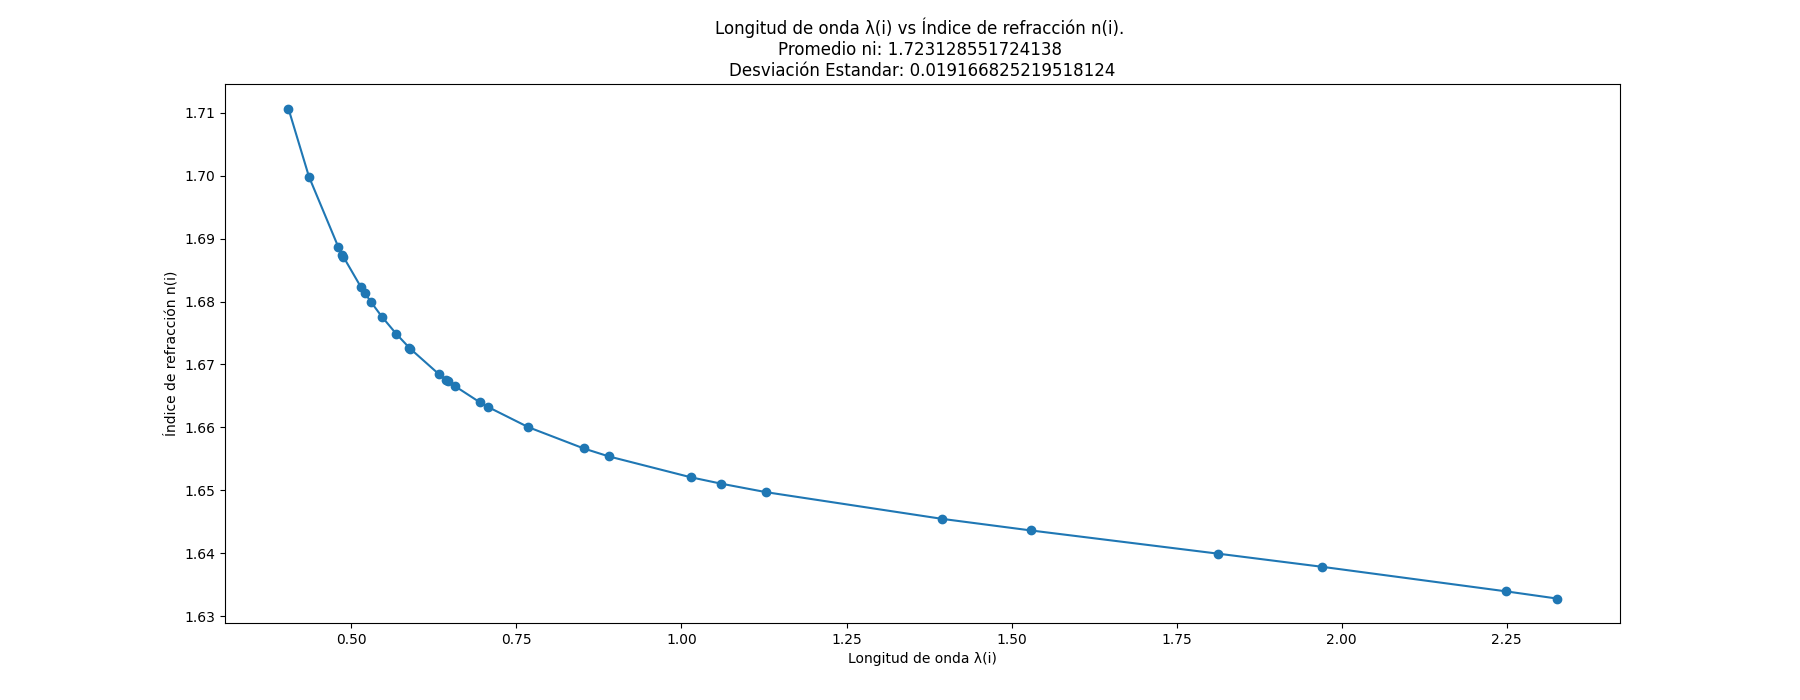 Longitud de onda λ(i) vs Índice de refracción n(i).
Promedio ni: 1.723128551724138
Desviación Estandar: 0.019166825219518124
1.71
1.70
1.69
1.68
1.67
1.66
1.65
1.64
1.63
Índice de refracción n(i)
0.50 0.75 1.00 1.25 1.50 1.75 2.00 2.25
Longitud de onda λ(i)